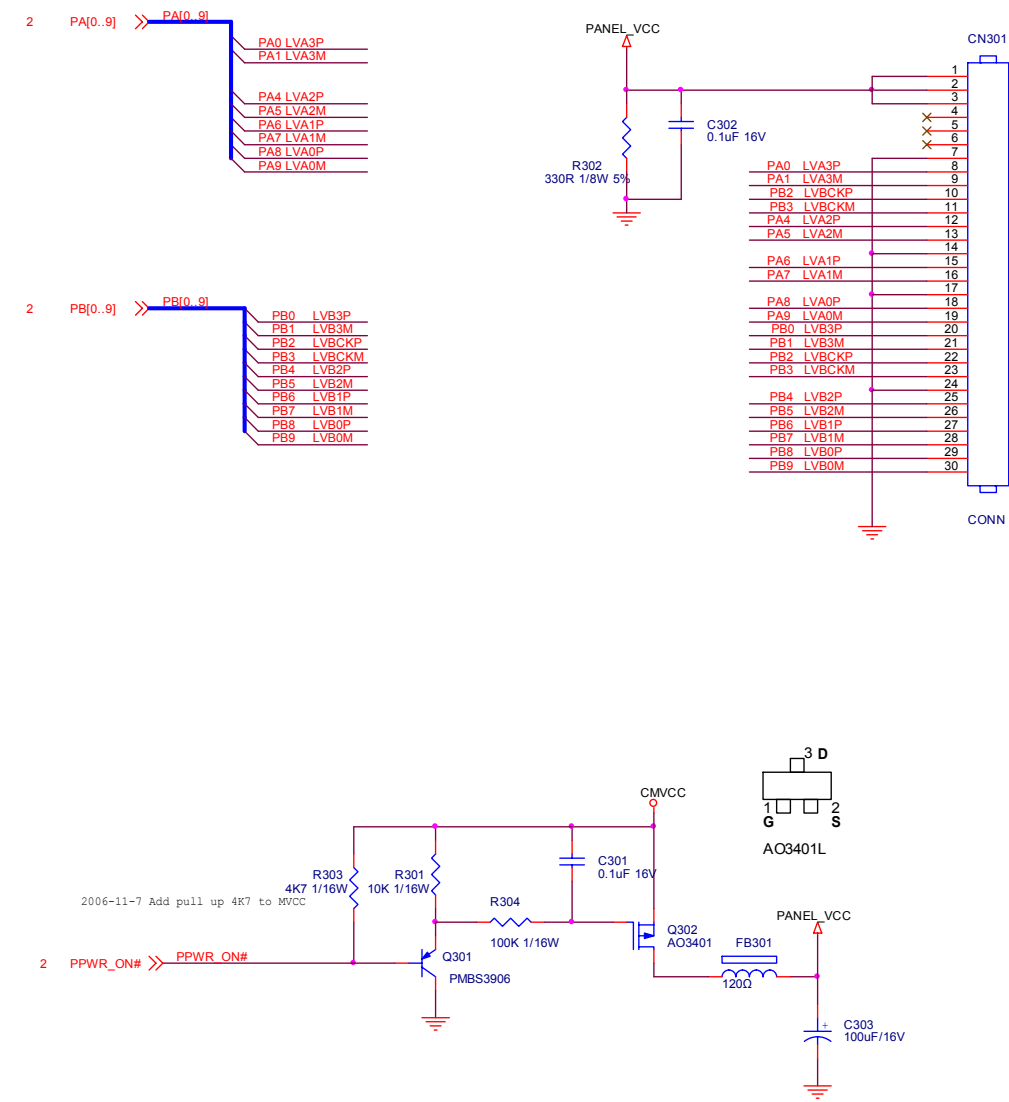 2 PA[0..9] PA[0..9]
PA0 LVA3P
PA1 LVA3M
PA4 LVA2P
PA5 LVA2M
PA6 LVA1P
PA7 LVA1M
PA8 LVA0P
PA9 LVA0M
2 PB[0..9] PB[0..9]
PB0 LVB3P
PB1 LVB3M
PB2 LVBCKP
PB3 LVBCKM
PB4 LVB2P
PB5 LVB2M
PB6 LVB1P
PB7 LVB1M
PB8 LVB0P
PB9 LVB0M
PANEL_VCC
C302
0.1uF 16V
R302
330R 1/8W 5%
CN301
1
2
3
4
5
6
7
PA0 LVA3P 8
PA1 LVA3M 9
PB2 LVBCKP 10
PB3 LVBCKM 11
PA4 LVA2P 12
PA5 LVA2M 13
14
PA6 LVA1P 15
PA7 LVA1M 16
17
PA8 LVA0P 18
PA9 LVA0M 19
PB0 LVB3P 20
PB1 LVB3M 21
PB2 LVBCKP 22
PB3 LVBCKM 23
24
PB4 LVB2P 25
PB5 LVB2M 26
PB6 LVB1P 27
PB7 LVB1M 28
PB8 LVB0P 29
PB9 LVB0M 30
CONN
3 D
1 2
G S
AO3401L
CMVCC
R303
4K7 1/16W
R301
10K 1/16W
C301
0.1uF 16V
2006-11-7 Add pull up 4K7 to MVCC
R304
100K 1/16W
Q302
AO3401
FB301
120Ω
PANEL_VCC
2 PPWR_ON# PPWR_ON#
Q301
PMBS3906
+
C303
100uF/16V